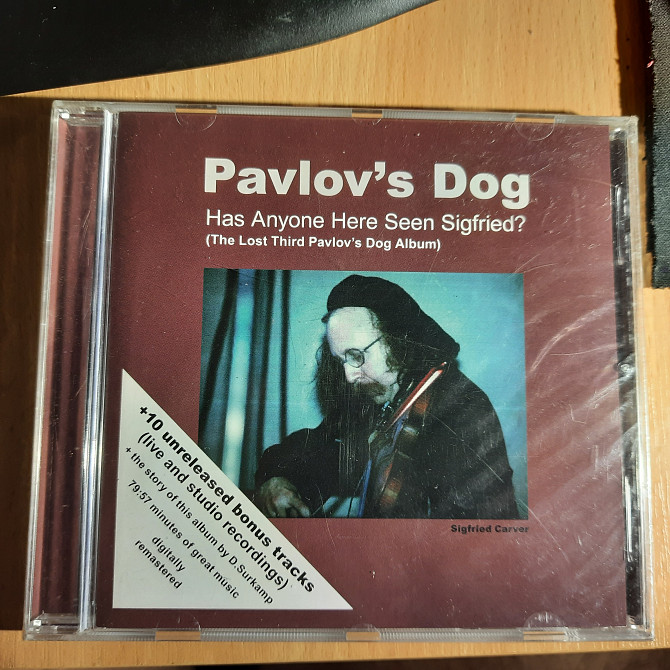 Pavlov's Dog
Has Anyone Here Seen Sigfried?
(The Lost Third Pavlov's Dog Album)
Sigfried Carver
+10 unreleased bonus tracks
(live and studio recordings)
+ the story of this album by D.Surkamp
79:57 minutes of great music
digitally
remastered